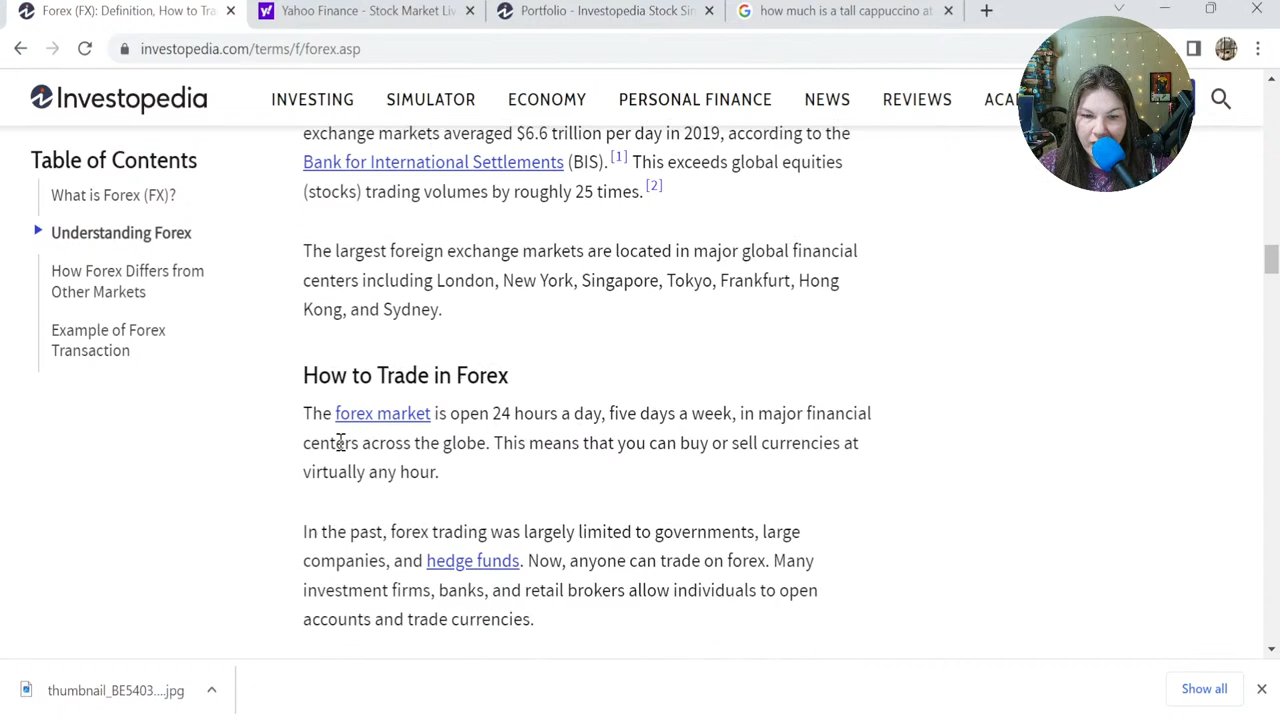 Forex (FX): Definition, How to Tra
Yahoo Finance - Stock Market Liv
Portfolio - Investopedia Stock Sim
how much is a tall cappuccino at
investopedia.com/terms/f/forex.asp
Investopedia
INVESTING
SIMULATOR
ECONOMY
PERSONAL FINANCE
NEWS
REVIEWS
ACA
Table of Contents
What is Forex (FX)?
Understanding Forex
How Forex Differs from
Other Markets
Example of Forex
Transaction
exchange markets averaged $6.6 trillion per day in 2019, according to the
Bank for International Settlements (BIS). [1] This exceeds global equities
(stocks) trading volumes by roughly 25 times. [2]
The largest foreign exchange markets are located in major global financial
centers including London, New York, Singapore, Tokyo, Frankfurt, Hong
Kong, and Sydney.
How to Trade in Forex
The forex market is open 24 hours a day, five days a week, in major financial
centers across the globe. This means that you can buy or sell currencies at
virtually any hour.
In the past, forex trading was largely limited to governments, large
companies, and hedge funds. Now, anyone can trade on forex. Many
investment firms, banks, and retail brokers allow individuals to open
accounts and trade currencies.
thumbnail_BE5403....jpg
Show all